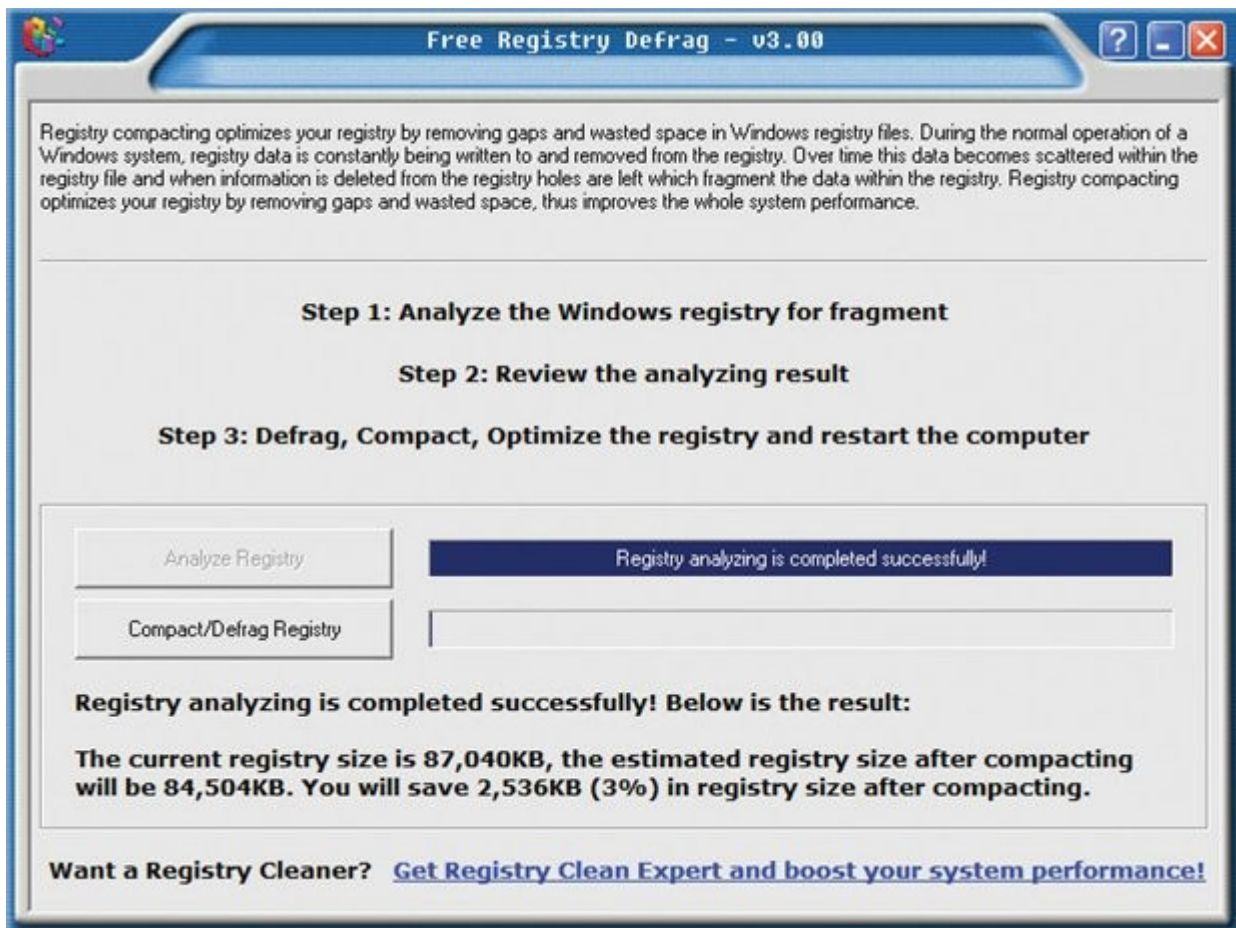 Free Registry Defrag - v3.00
Registry compacting optimizes your registry by removing gaps and wasted space in Windows registry files. During the normal operation of a
Windows system, registry data is constantly being written to and removed from the registry. Over time this data becomes scattered within the
registry file and when information is deleted from the registry holes are left which fragment the data within the registry. Registry compacting
optimizes your registry by removing gaps and wasted space, thus improves the whole system performance.
Step 1: Analyze the Windows registry for fragment
Step 2: Review the analyzing result
Step 3: Defrag, Compact, Optimize the registry and restart the computer
Analyze Registry
Registry analyzing is completed successfully!
Compact/Defrag Registry
Registry analyzing is completed successfully! Below is the result:
The current registry size is 87,040KB, the estimated registry size after compacting
will be 84,504KB. You will save 2,536KB (3%) in registry size after compacting.
Want a Registry Cleaner? Get Registry Clean Expert and boost your system performance!